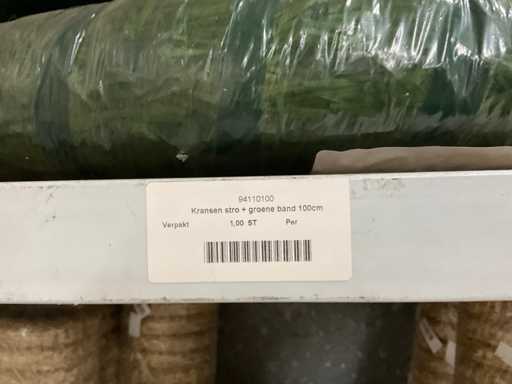 94110100
Kransen stro + groene band 100cm
Verpakt 1,00 ST Per